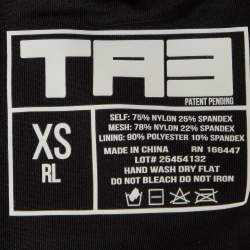 TA3
PATENT PENDING
XS
RL
SELF: 75% NYLON 25% SPANDEX
MESH: 78% NYLON 22% SPANDEX
LINING: 90% POLYESTER 10% SPANDEX
MADE IN CHINA RN 166447
LOT# 25454132
HAND WASH DRY FLAT
DO NOT BLEACH DO NOT IRON